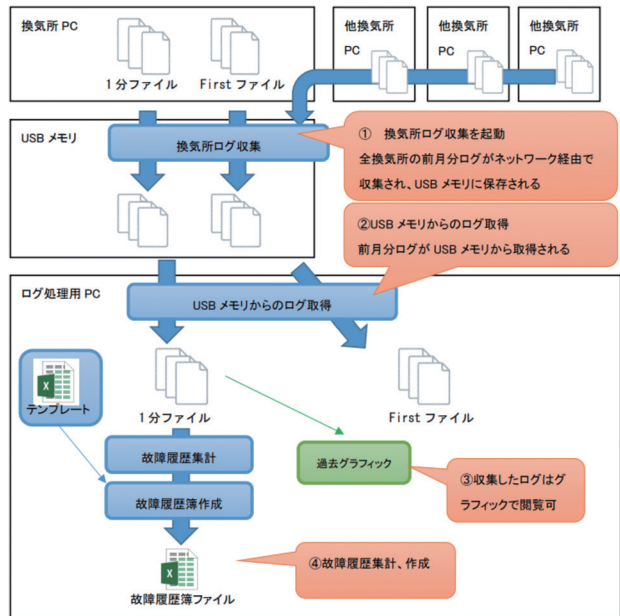 換気所 PC
他換気所
PC
他換気所
PC
他換気所
PC
1分ファイル
First ファイル
USB メモリ
換気所ログ収集
① 換気所ログ収集を起動
全換気所の前月分ログがネットワーク経由で
収集され、USB メモリに保存される
②USB メモリからのログ取得
前月分ログが USB メモリから取得される
ログ処理用 PC
USB メモリからのログ取得
X
テンプレート
1分ファイル
First ファイル
故障履歴集計
過去グラフィック
③収集したログはグ
ラフィックで閲覧可
故障履歴簿作成
X
④故障履歴集計、作成
故障履歴簿ファイル